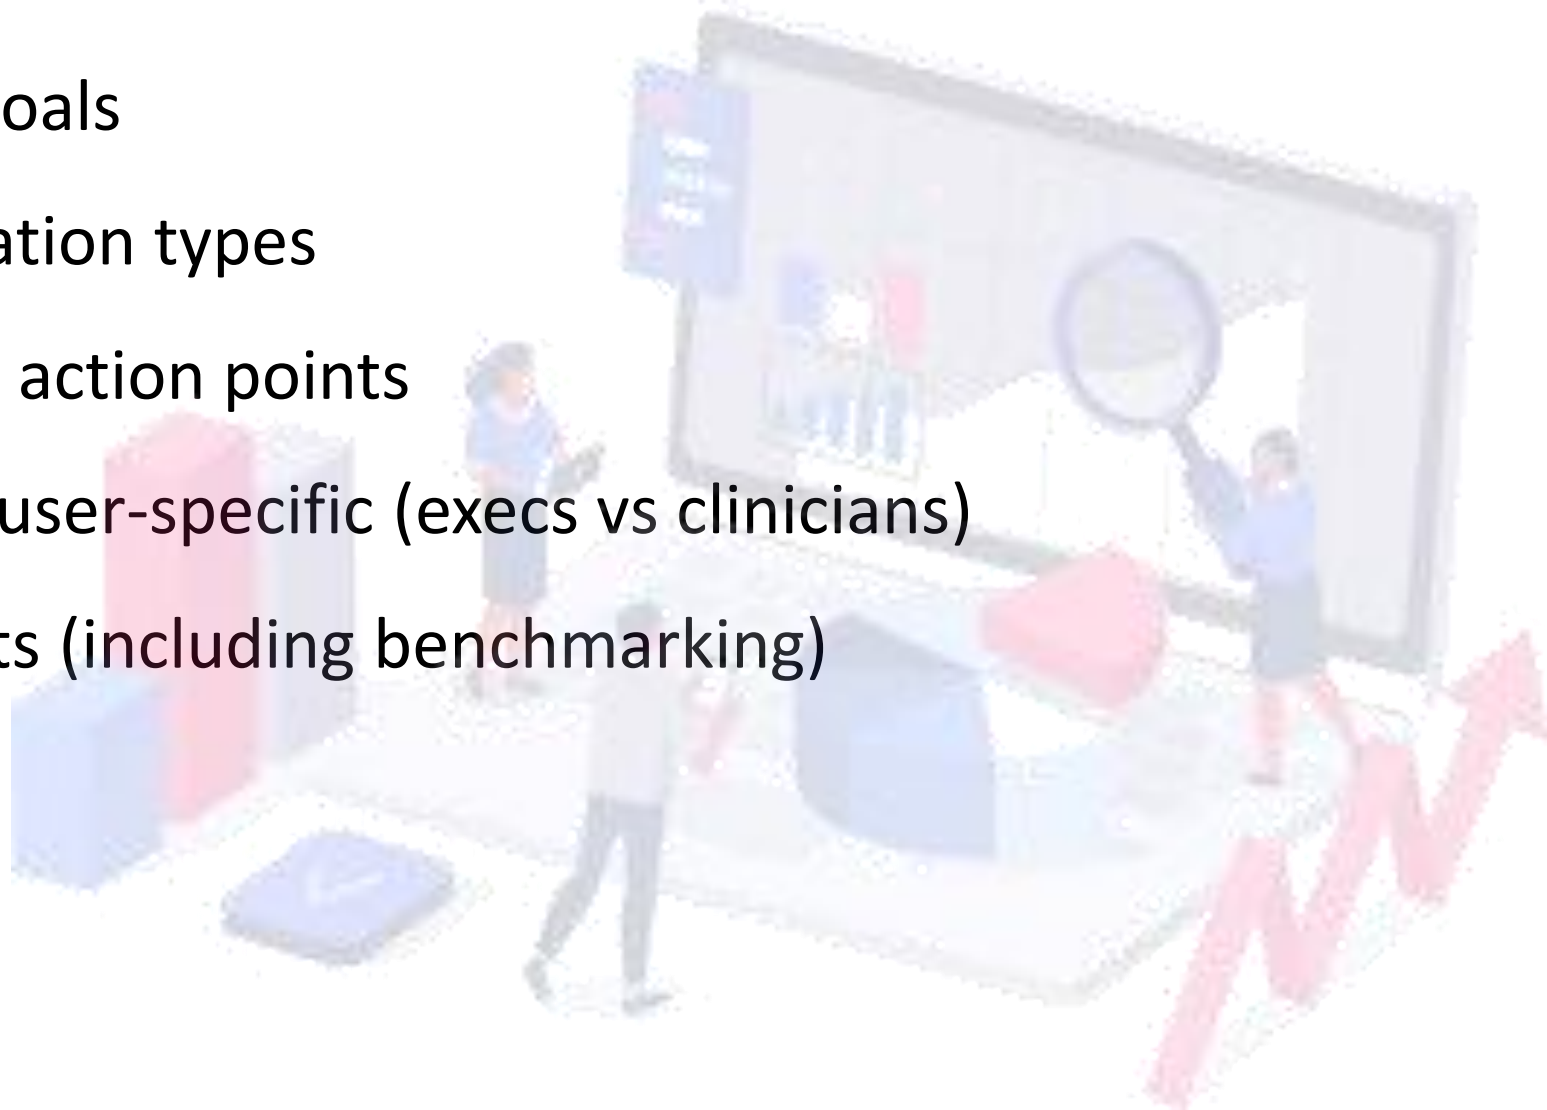 oals
ation types
action points
user-specific (execs vs clinicians)
ts (including benchmarking)